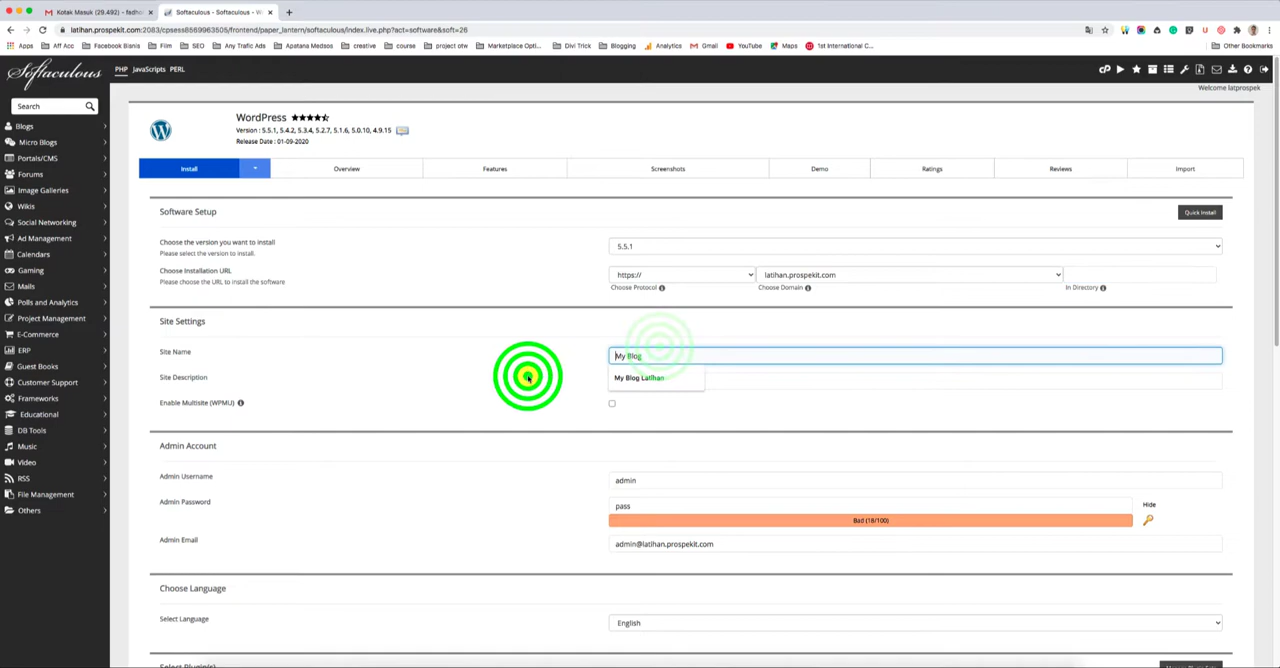 Kotak Masuk (29.492) - fadho
Softaculous - Softaculous - W
latihan.prospekit.com:2083/cpsess8569963505/frontend/paper_lantern/softaculous/index.live.php?act=software&soft=26
Apps Aff Acc Facebook Bisnis Film SEO Any Trafic Ads Apatana Medsos creative course project otw Marketplace Opti... Divi Trick Blogging Analytics Gmail YouTube Maps 1st International C... Other Bookmarks
Softaculous PHP JavaScripts PERL
Welcome latprospek
Search
Blogs
Micro Blogs
Portals/CMS
Forums
Image Galleries
Wikis
Social Networking
Ad Management
Calendars
Gaming
Mails
Polls and Analytics
Project Management
E-Commerce
ERP
Guest Books
Customer Support
Frameworks
Educational
DB Tools
Music
Video
RSS
File Management
Others
WordPress
Version : 5.5.1, 5.4.2, 5.3.4, 5.2.7, 5.1.6, 5.0.10, 4.9.15
Release Date : 01-09-2020
Install Overview Features Screenshots Demo Ratings Reviews Import
Software Setup
Quick Install
Choose the version you want to install
Please select the version to install.
5.5.1
Choose Installation URL
Please choose the URL to install the software
https:// latihan.prospekit.com
Choose Protocol Choose Domain In Directory
Site Settings
Site Name
My Blog
Site Description
My Blog Latihan
Enable Multisite (WPMU)
Admin Account
Admin Username
admin
Admin Password
pass
Hide
Bad (18/100)
Admin Email
admin@latihan.prospekit.com
Choose Language
Select Language
English
Select Plugin(s)